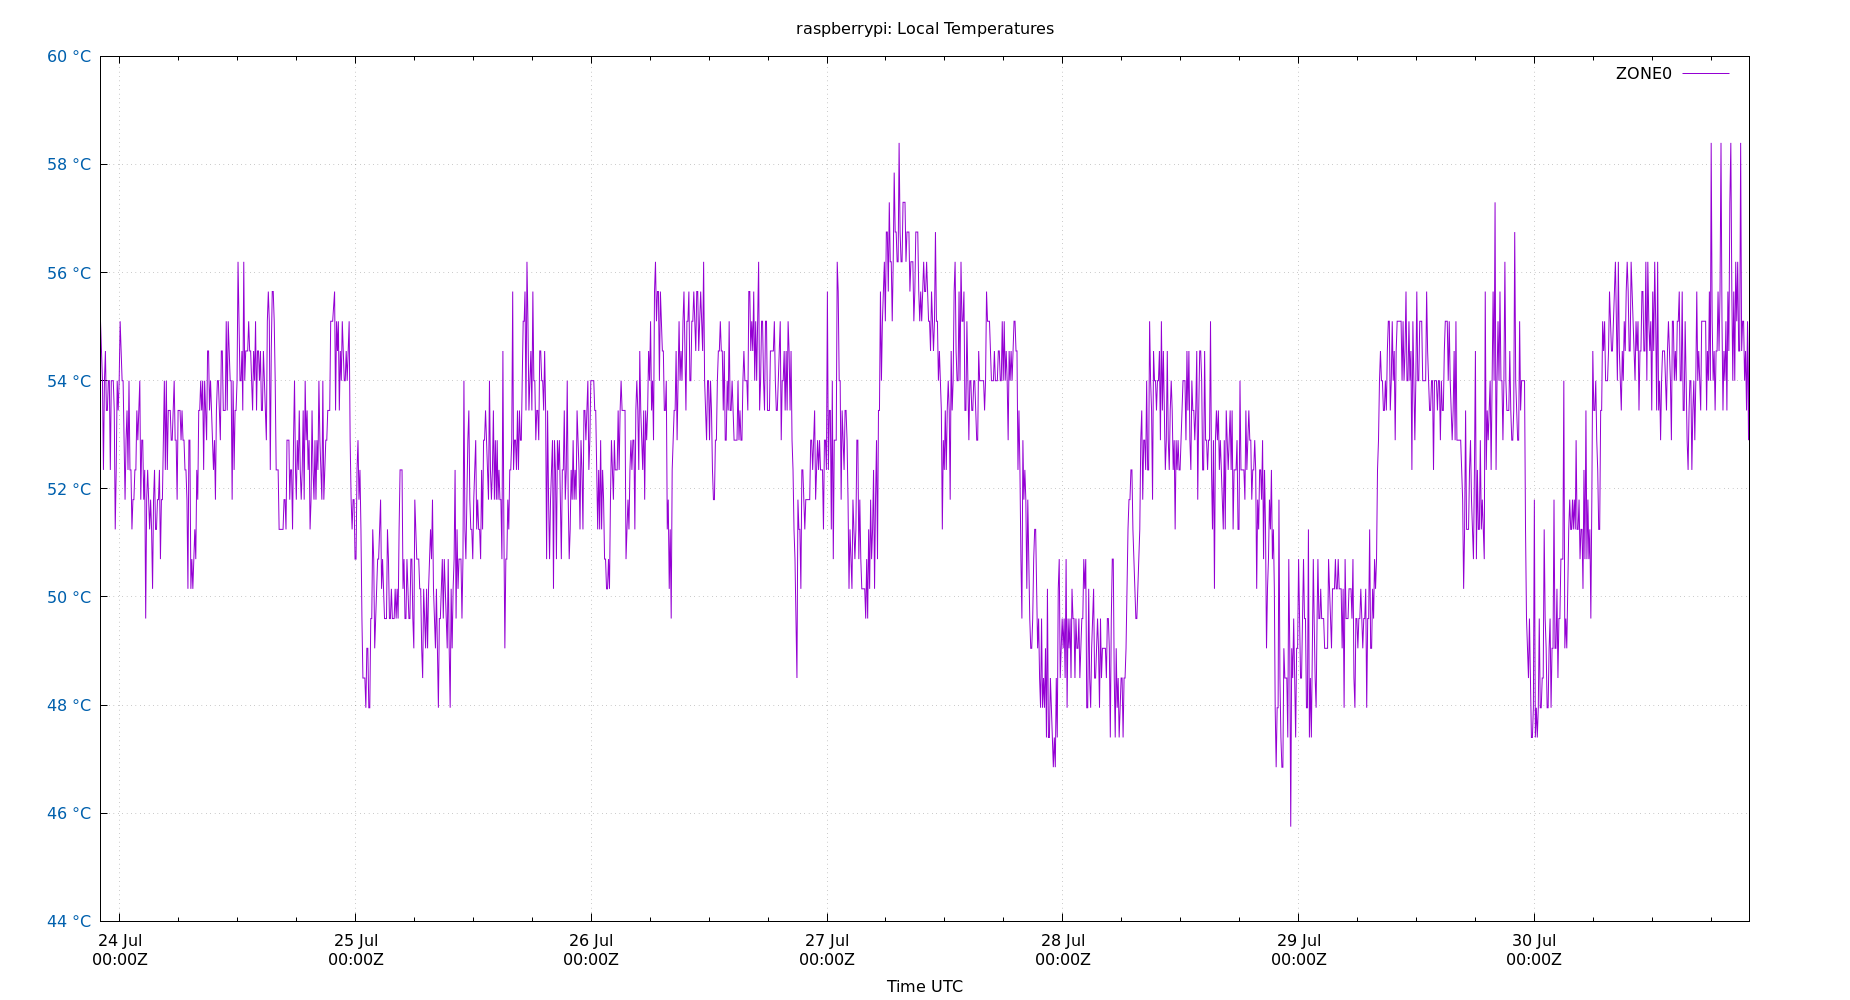 raspberrypi: Local Temperatures
60 °C
ZONE0
58 °C
56 °C
54 °C
52 °C
50 °C
48 °C
46 °C
44 °C
24 Jul 25 Jul 26 Jul 27 Jul 28 Jul 29 Jul 30 Jul
00:00Z 00:00Z 00:00Z 00:00Z 00:00Z 00:00Z 00:00Z
Time UTC